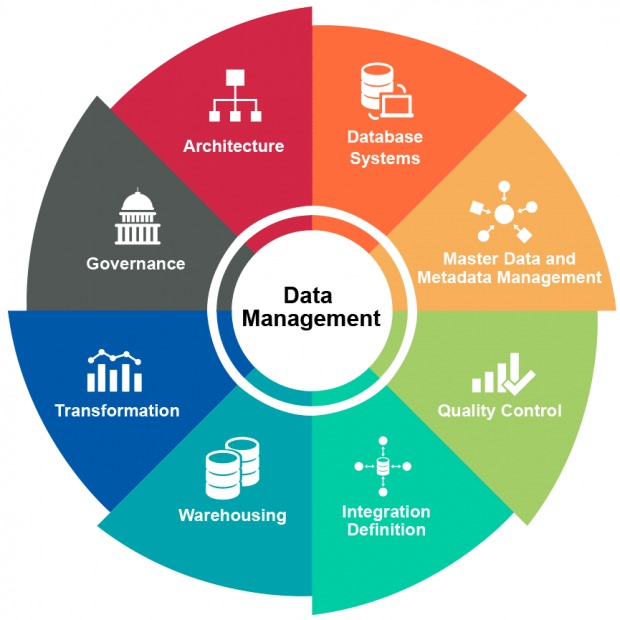 Data
Management
Architecture
Database
Systems
Master Data and
Metadata Management
Quality Control
Integration
Definition
Warehousing
Transformation
Governance